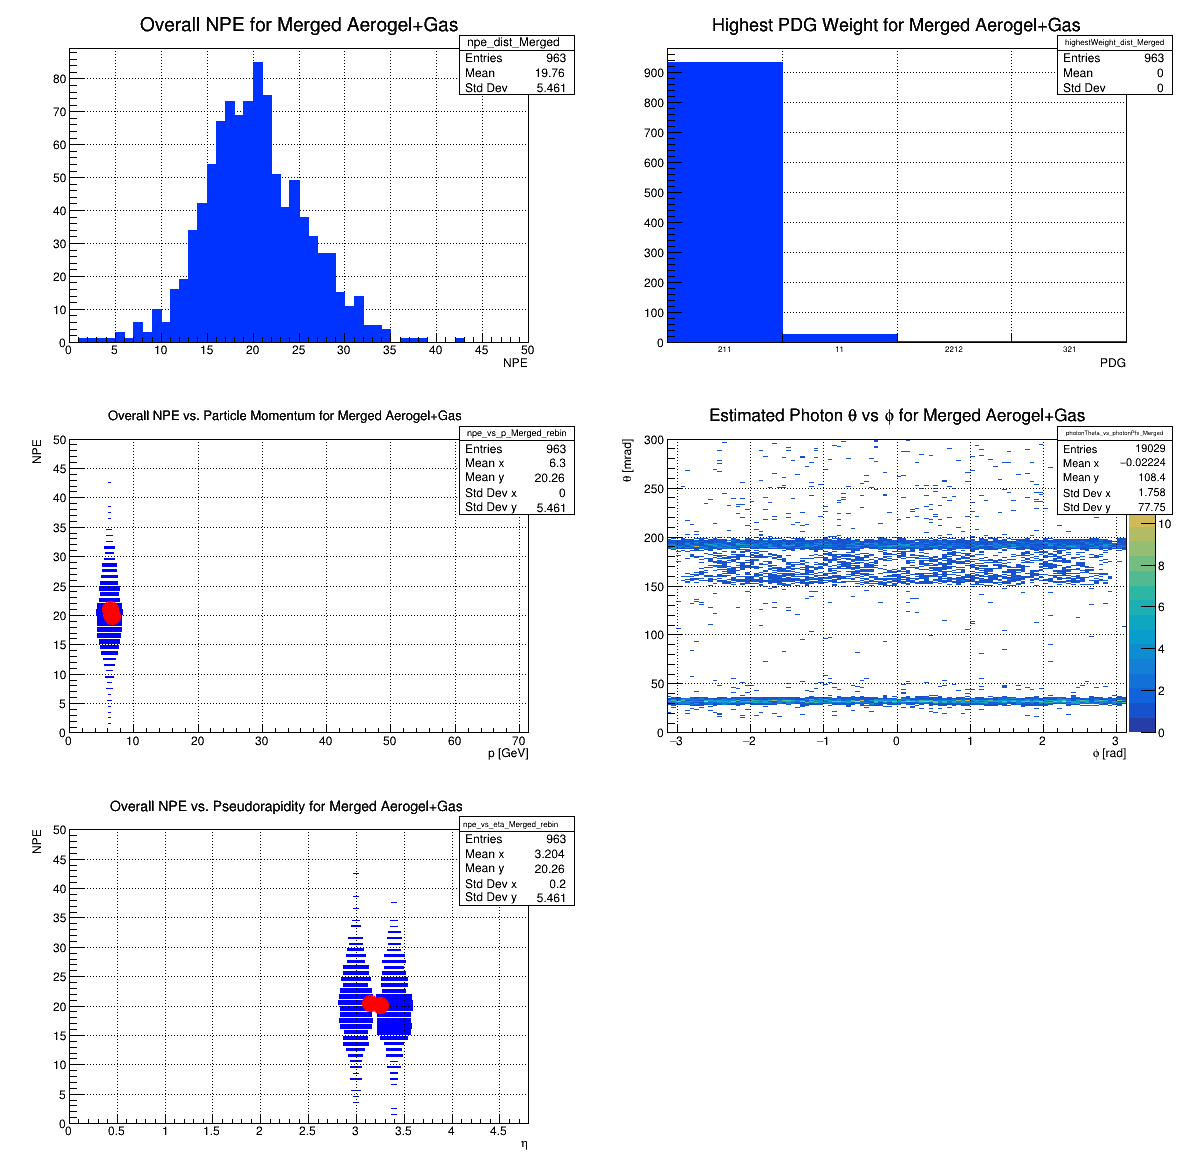 Overall NPE for Merged Aerogel+Gas
npe_dist_Merged
Entries 963
Mean 19.76
Std Dev 5.461
80
70
60
50
40
30
20
10
0
0 5 10 15 20 25 30 35 40 45 50
NPE
Highest PDG Weight for Merged Aerogel+Gas
highestWeight_dist_Merged
Entries 963
Mean 0
Std Dev 0
900
800
700
600
500
400
300
200
100
0
211 11 2212 321
PDG
Overall NPE vs. Particle Momentum for Merged Aerogel+Gas
npe_vs_p_Merged_rebin
Entries 963
Mean x 6.3
Mean y 20.26
Std Dev x 0
Std Dev y 5.461
NPE
50
45
40
35
30
25
20
15
10
5
0
0 10 20 30 40 50 60 70
p [GeV]
Estimated Photon θ vs ϕ for Merged Aerogel+Gas
photonTheta_vs_photonPhi_Merged
Entries 19029
Mean x −0.02224
Mean y 108.4
Std Dev x 1.758
Std Dev y 77.75
θ [mrad]
300
250
200
150
100
50
0
−3 −2 −1 0 1 2 3
ϕ [rad]
10
8
6
4
2
0
Overall NPE vs. Pseudorapidity for Merged Aerogel+Gas
npe_vs_eta_Merged_rebin
Entries 963
Mean x 3.204
Mean y 20.26
Std Dev x 0.2
Std Dev y 5.461
NPE
50
45
40
35
30
25
20
15
10
5
0
0 0.5 1 1.5 2 2.5 3 3.5 4 4.5
η